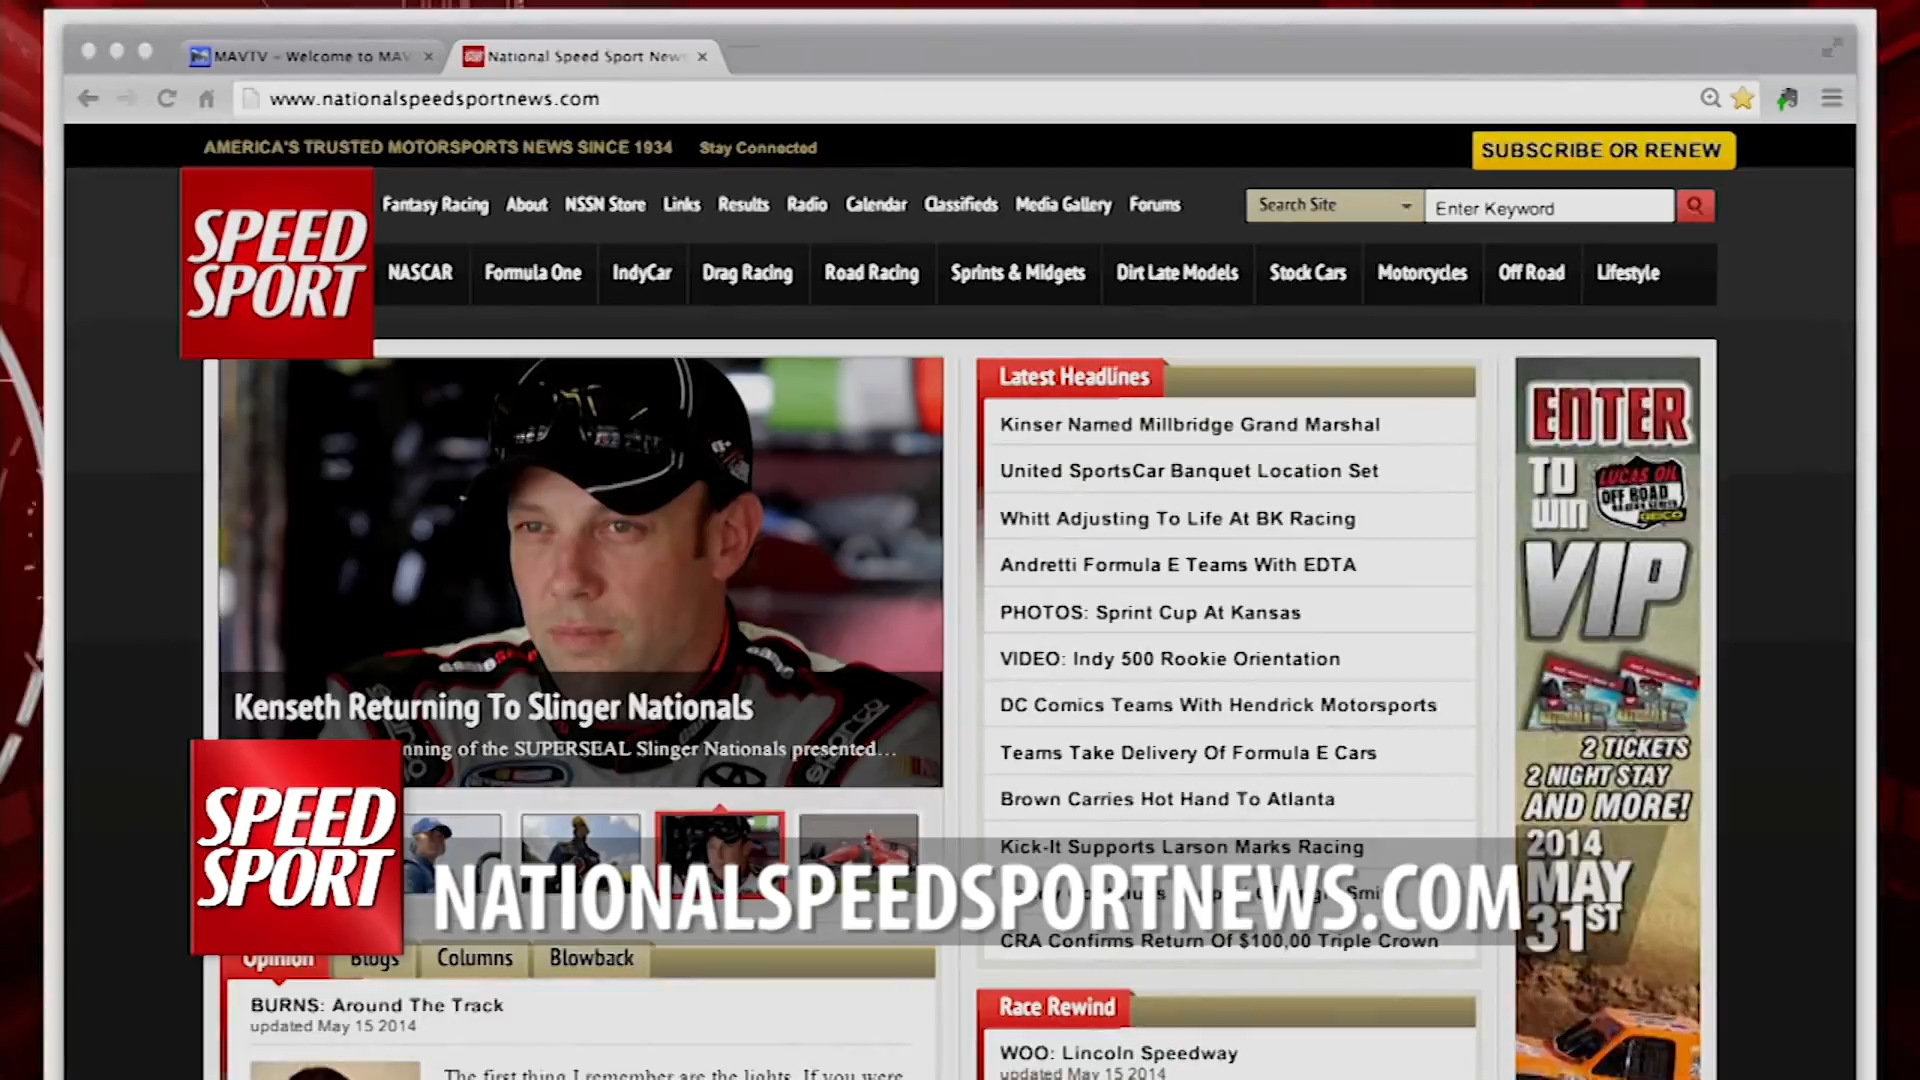 MAVTV - Welcome to MAV
National Speed Sport News
www.nationalspeedsportnews.com
AMERICA'S TRUSTED MOTORSPORTS NEWS SINCE 1934
Stay Connected
SUBSCRIBE OR RENEW
SPEED
SPORT
Fantasy Racing About NSSN Store Links Results Radio Calendar Classifieds Media Gallery Forums
Search Site
Enter Keyword
NASCAR Formula One IndyCar Drag Racing Road Racing Sprints & Midgets Dirt Late Models Stock Cars Motorcycles Off Road Lifestyle
Kenseth Returning To Slinger Nationals
nning of the SUPERSEAL Slinger Nationals presented...
Latest Headlines
Kinser Named Millbridge Grand Marshal
United SportsCar Banquet Location Set
Whitt Adjusting To Life At BK Racing
Andretti Formula E Teams With EDTA
PHOTOS: Sprint Cup At Kansas
VIDEO: Indy 500 Rookie Orientation
DC Comics Teams With Hendrick Motorsports
Teams Take Delivery Of Formula E Cars
Brown Carries Hot Hand To Atlanta
Kick-It Supports Larson Marks Racing
CRA Confirms Return Of $100,00 Triple Crown
ENTER
TO
WIN
LUCAS OIL
OFF ROAD
GEICO
VIP
2 TICKETS
2 NIGHT STAY
AND MORE!
2014
MAY
31ST
SPEED
SPORT
NATIONALSPEEDSPORTNEWS.COM
Opinion Blogs Columns Blowback
BURNS: Around The Track
updated May 15 2014
The first thing I remember are the lights. If you were
Race Rewind
WOO: Lincoln Speedway
updated May 15 2014